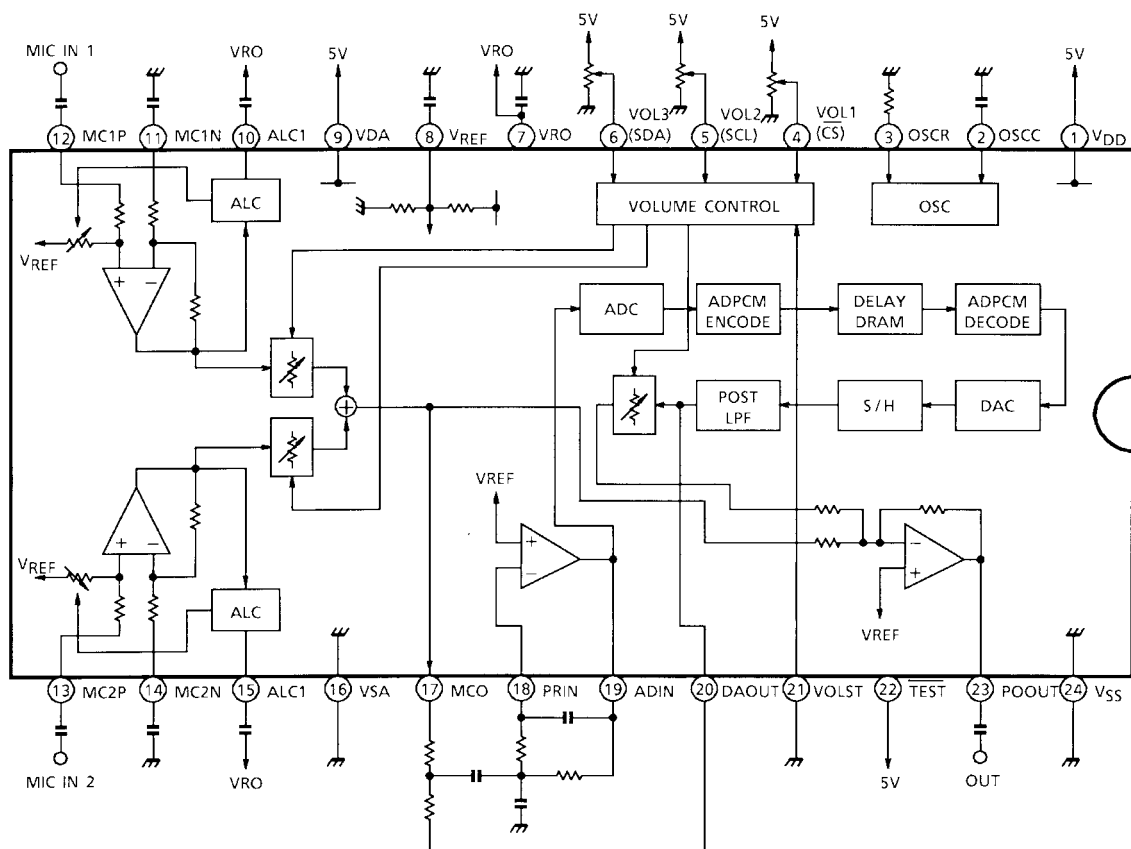 MIC IN 1
VRO
5V
VRO
5V
5V
5V
5V
12 MC1P
11 MC1N
10 ALC1
9 VDA
8 VREF
7 VRO
6 VOL3 (SDA)
5 VOL2 (SCL)
4 VOL1 (C̅S̅)
3 OSCR
2 OSCC
1 VDD
ALC
VOLUME CONTROL
OSC
VREF
+ −
ADC
ADPCM ENCODE
DELAY DRAM
ADPCM DECODE
POST LPF
S/H
DAC
+ −
VREF
ALC
VREF
+
−
−
+
VREF
13 MC2P
14 MC2N
15 ALC1
16 VSA
17 MCO
18 PRIN
19 ADIN
20 DAOUT
21 VOLST
22 T̅E̅S̅T̅
23 POOUT
24 VSS
MIC IN 2
VRO
5V
OUT